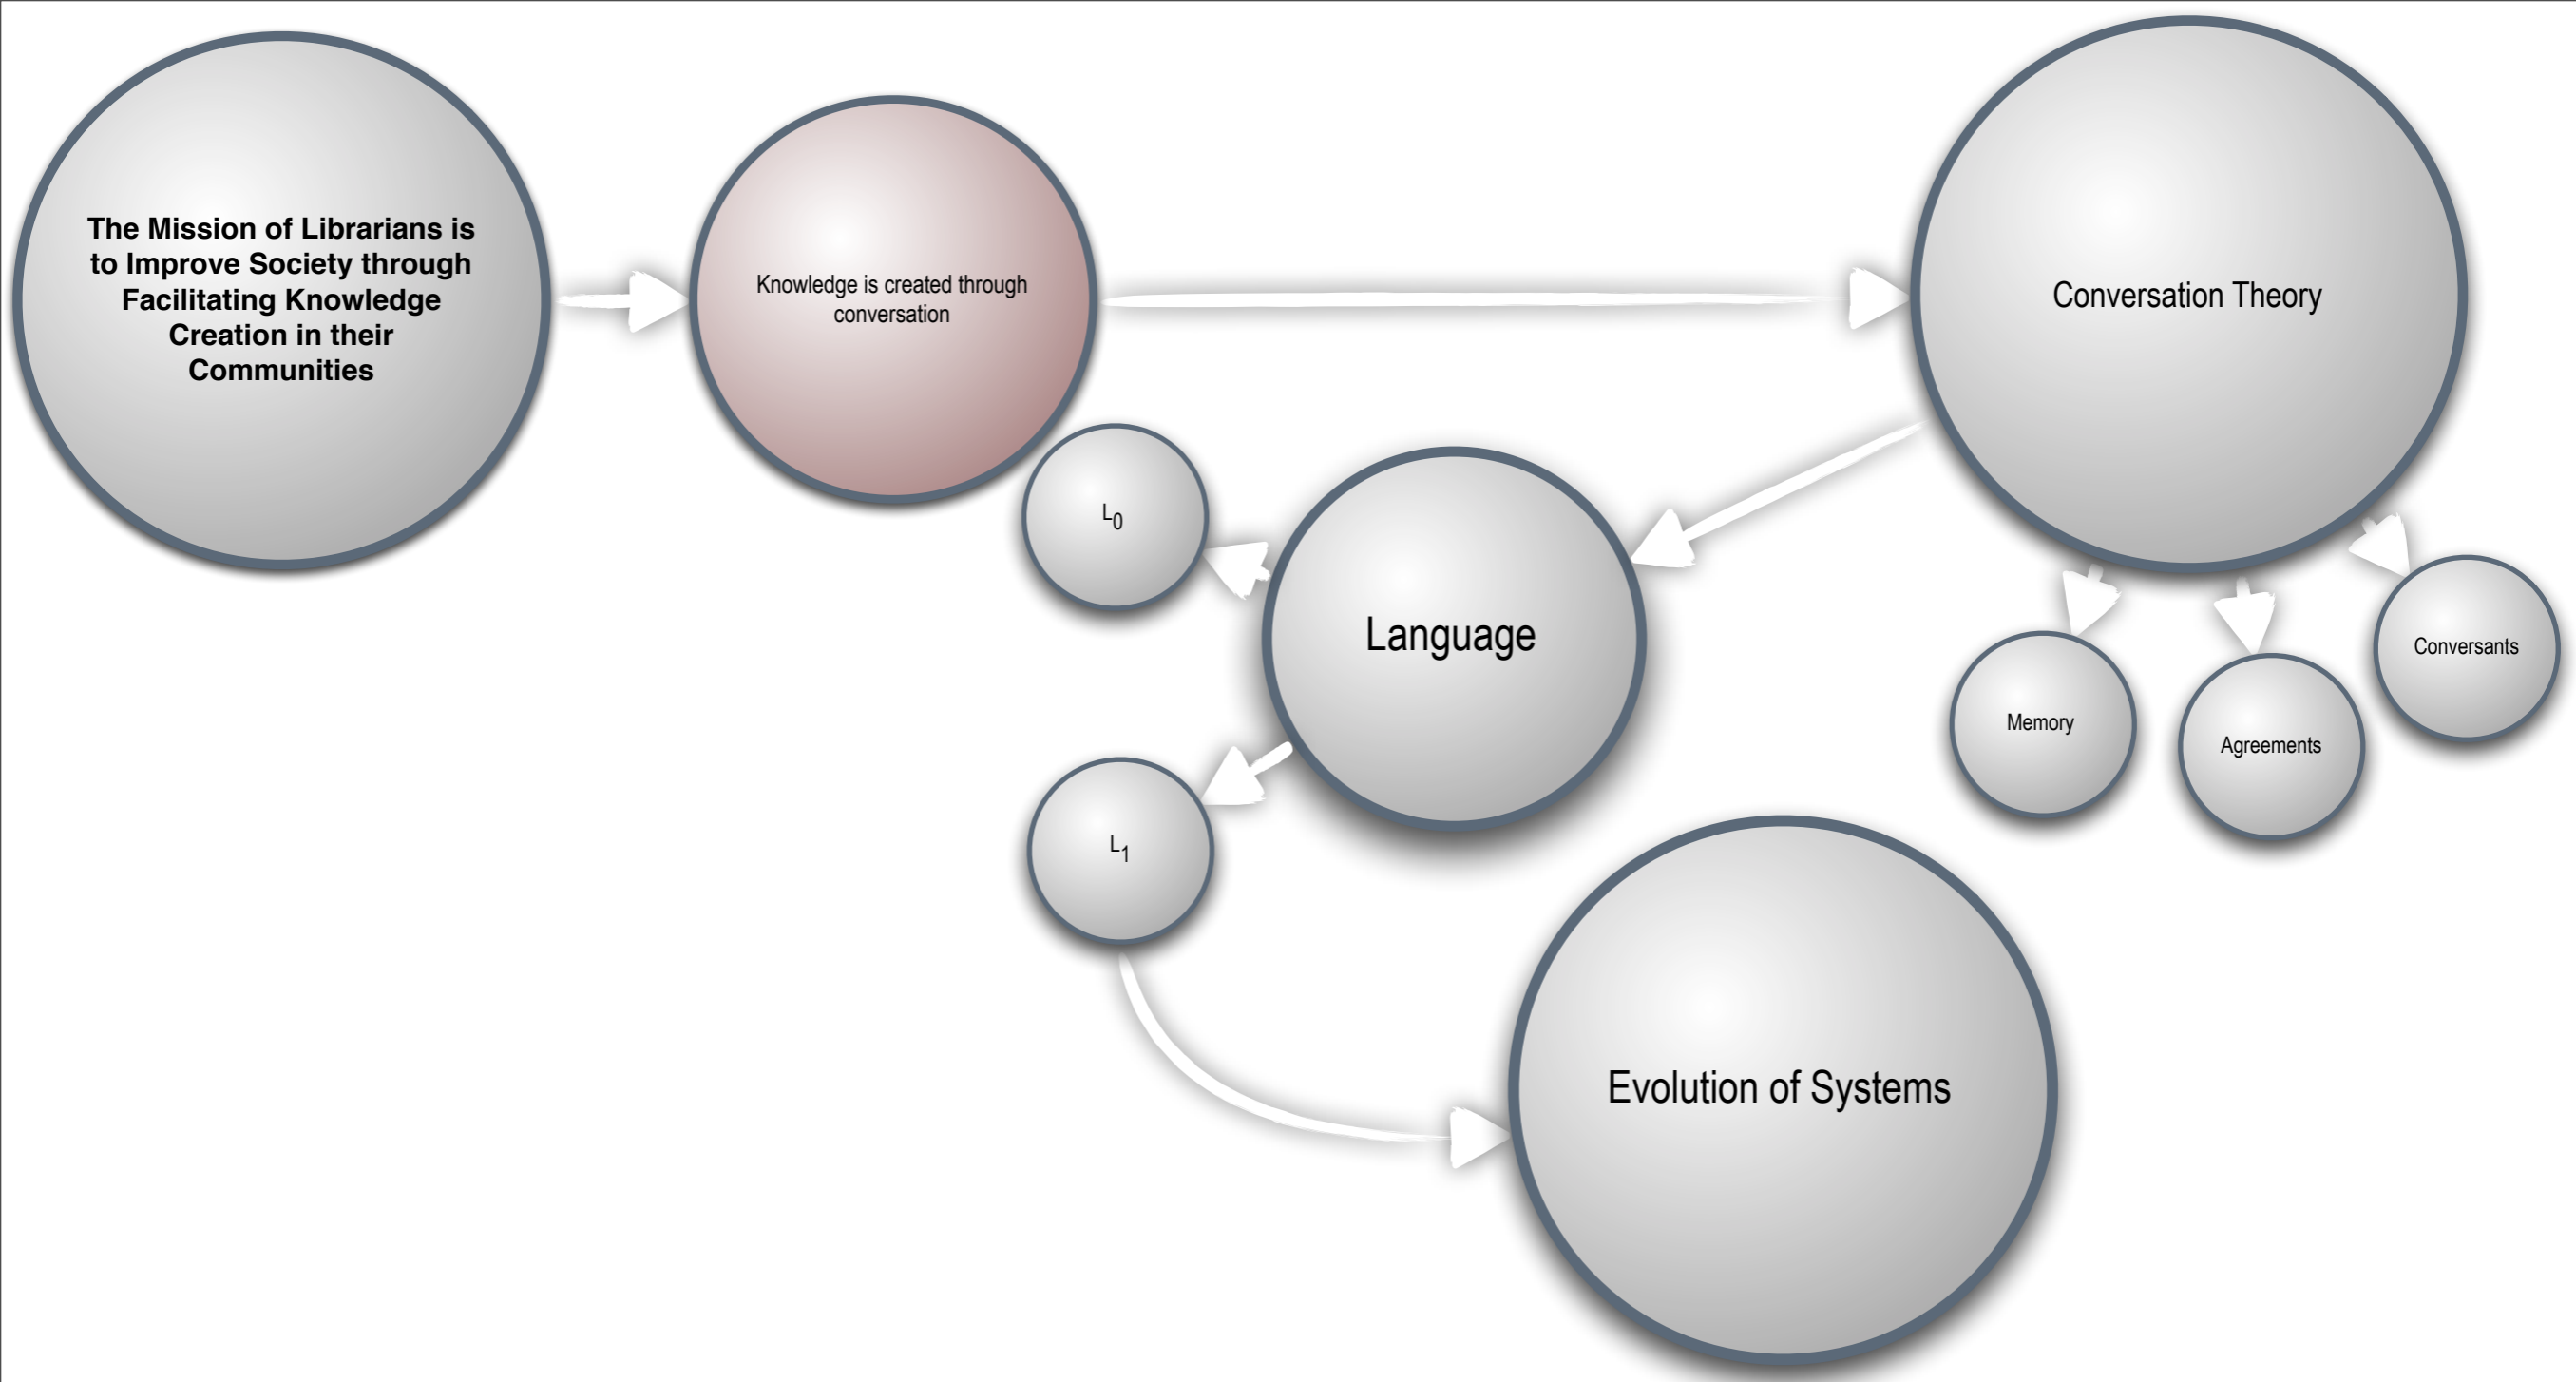 The Mission of Librarians is
to Improve Society through
Facilitating Knowledge
Creation in their
Communities
Knowledge is created through
conversation
Conversation Theory
L0
Language
Conversants
Memory
Agreements
L1
Evolution of Systems